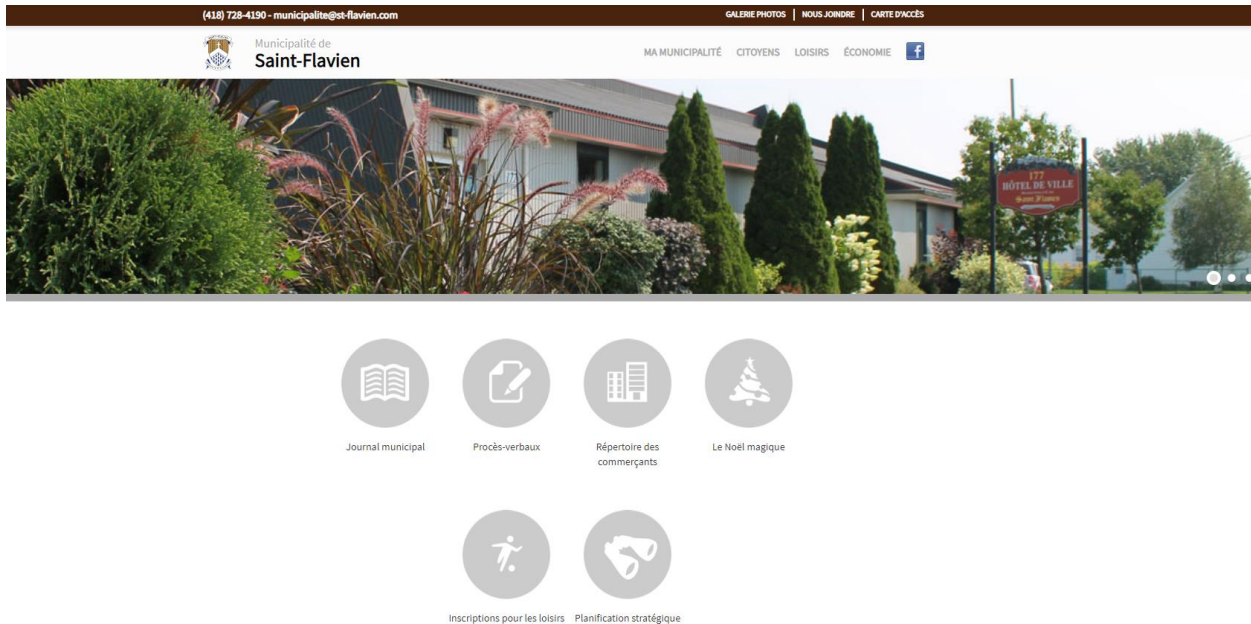 (418) 728-4190 - municipalite@st-flavien.com
GALERIE PHOTOS
NOUS JOINDRE
CARTE D'ACCÈS
Municipalité de
Saint-Flavien
MA MUNICIPALITÉ
CITOYENS
LOISIRS
ÉCONOMIE
f
177
HÔTEL DE VILLE
Saint Flavien
Journal municipal
Procès-verbaux
Répertoire des
commerçants
Le Noël magique
Inscriptions pour les loisirs
Planification stratégique